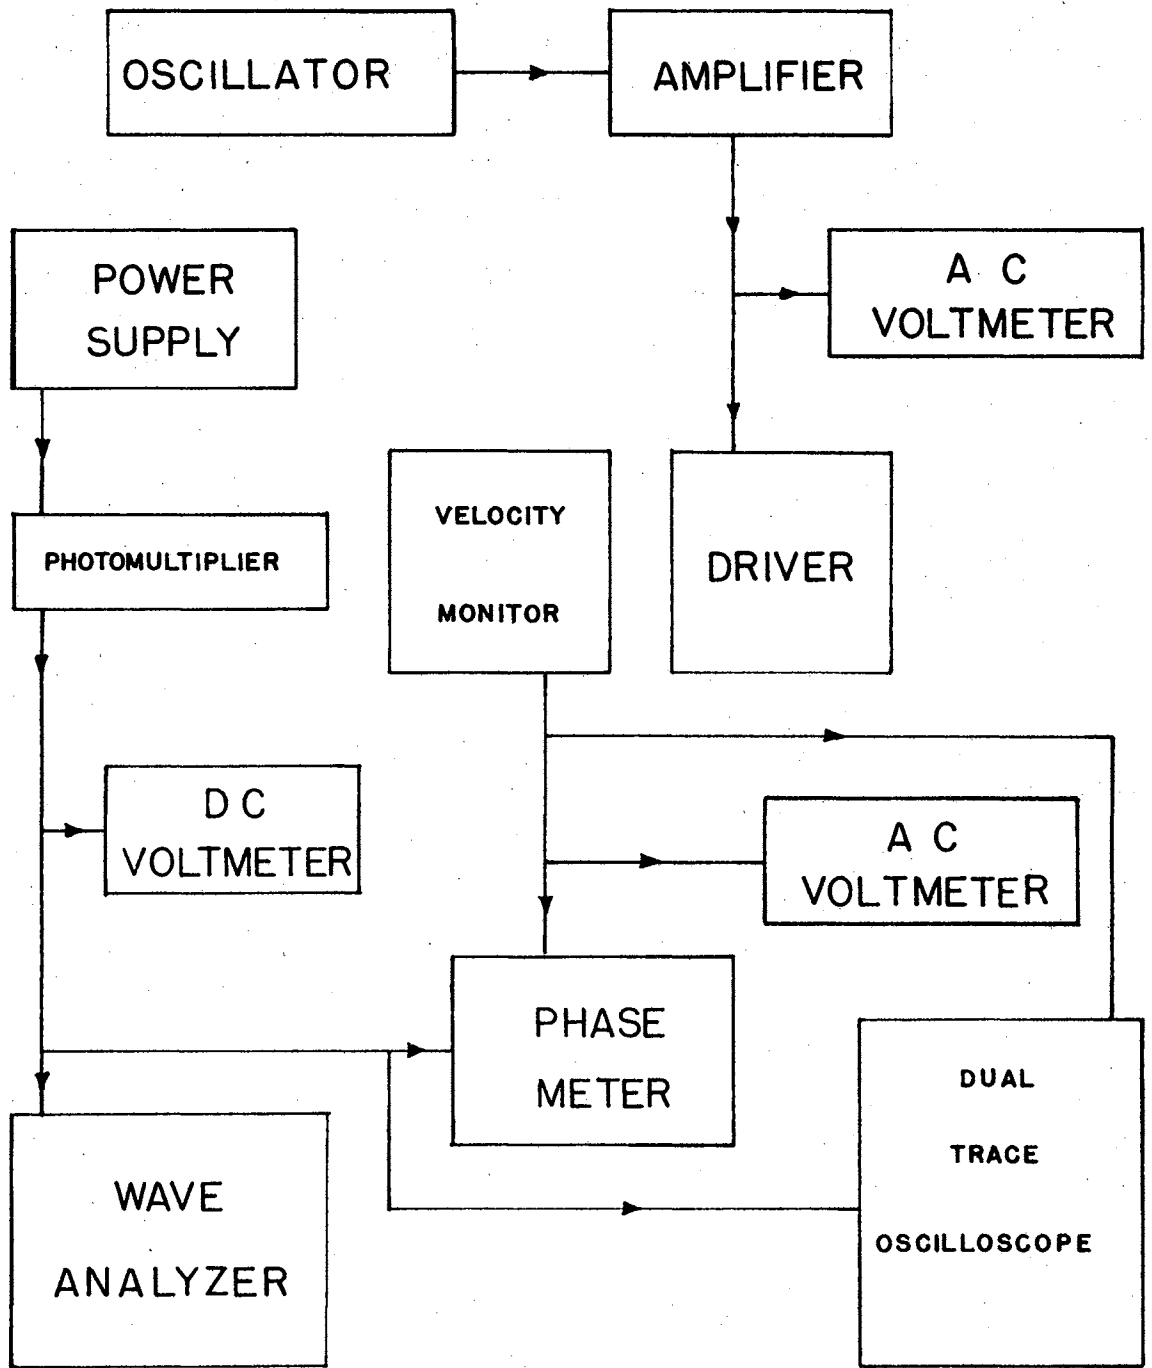 OSCILLATOR
AMPLIFIER
POWER
SUPPLY
A C
VOLTMETER
PHOTOMULTIPLIER
VELOCITY
MONITOR
DRIVER
D C
VOLTMETER
A C
VOLTMETER
PHASE
METER
DUAL
TRACE
OSCILLOSCOPE
WAVE
ANALYZER